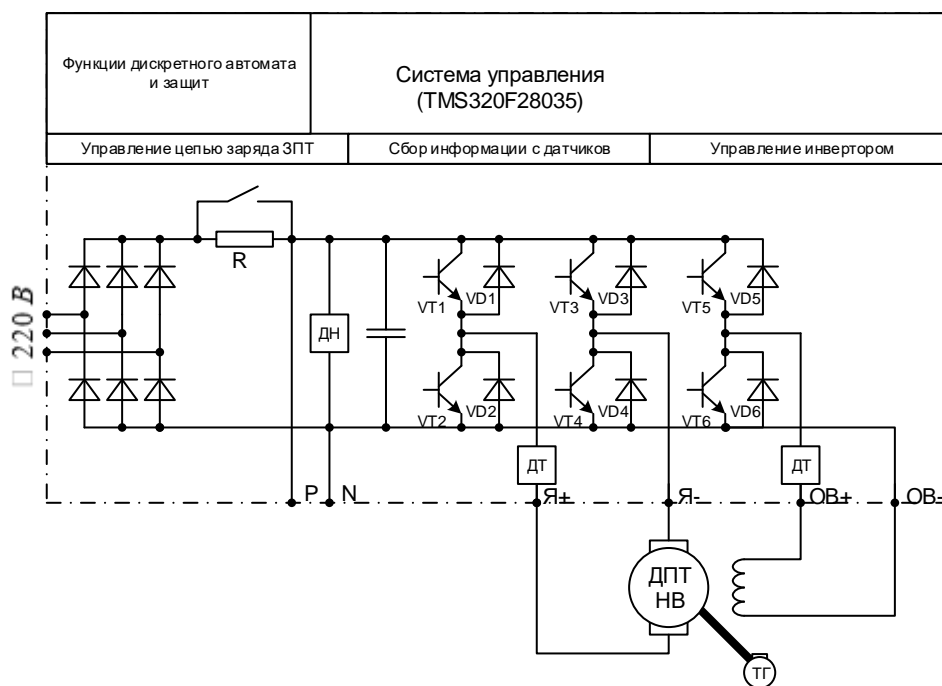 Функции дискретного автомата
и защит
Система управления
(TMS320F28035)
Управление цепью заряда ЗПТ
Сбор информации с датчиков
Управление инвертором
R
VT1
VD1
VT3
VD3
VT5
VD5
220 В
ДН
VT2
VD2
VT4
VD4
VT6
VD6
ДТ
ДТ
P
N
Я+
Я-
ОВ+
ОВ-
ДПТ
НВ
ТГ